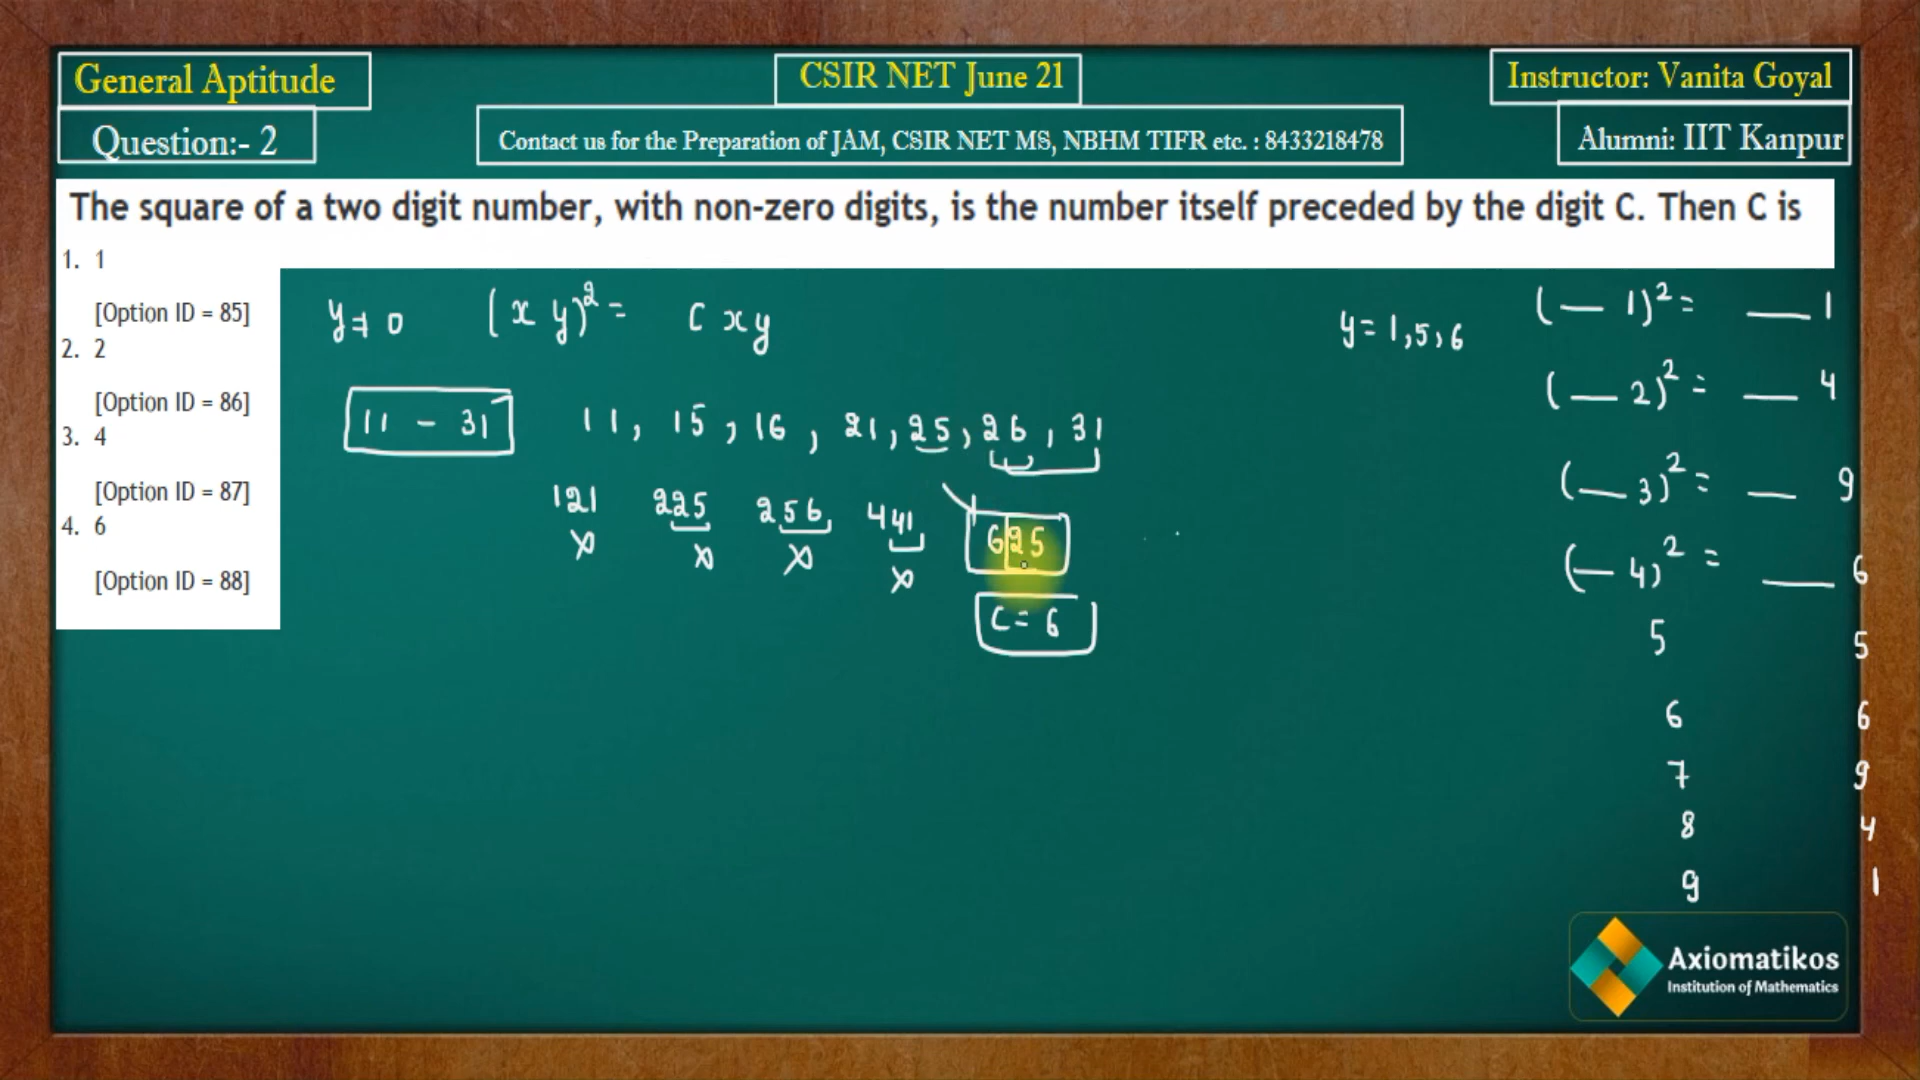 General Aptitude
CSIR NET June 21
Instructor: Vanita Goyal
Question:- 2
Contact us for the Preparation of JAM, CSIR NET MS, NBHM TIFR etc. : 8433218478
Alumni: IIT Kanpur
The square of a two digit number, with non-zero digits, is the number itself preceded by the digit C. Then C is
1. 1
[Option ID = 85]
2. 2
[Option ID = 86]
3. 4
[Option ID = 87]
4. 6
[Option ID = 88]
y≠0 (x y)² = C x y
11 - 31
11, 15, 16, 21, 25, 26, 31
121 225 256 441 625
C = 6
y = 1, 5, 6
(— 1)² = — 1
(— 2)² = — 4
(— 3)² = — 9
(— 4)² = — 6
5 5
6 6
7 9
8 4
9 1
Axiomatikos
Institution of Mathematics